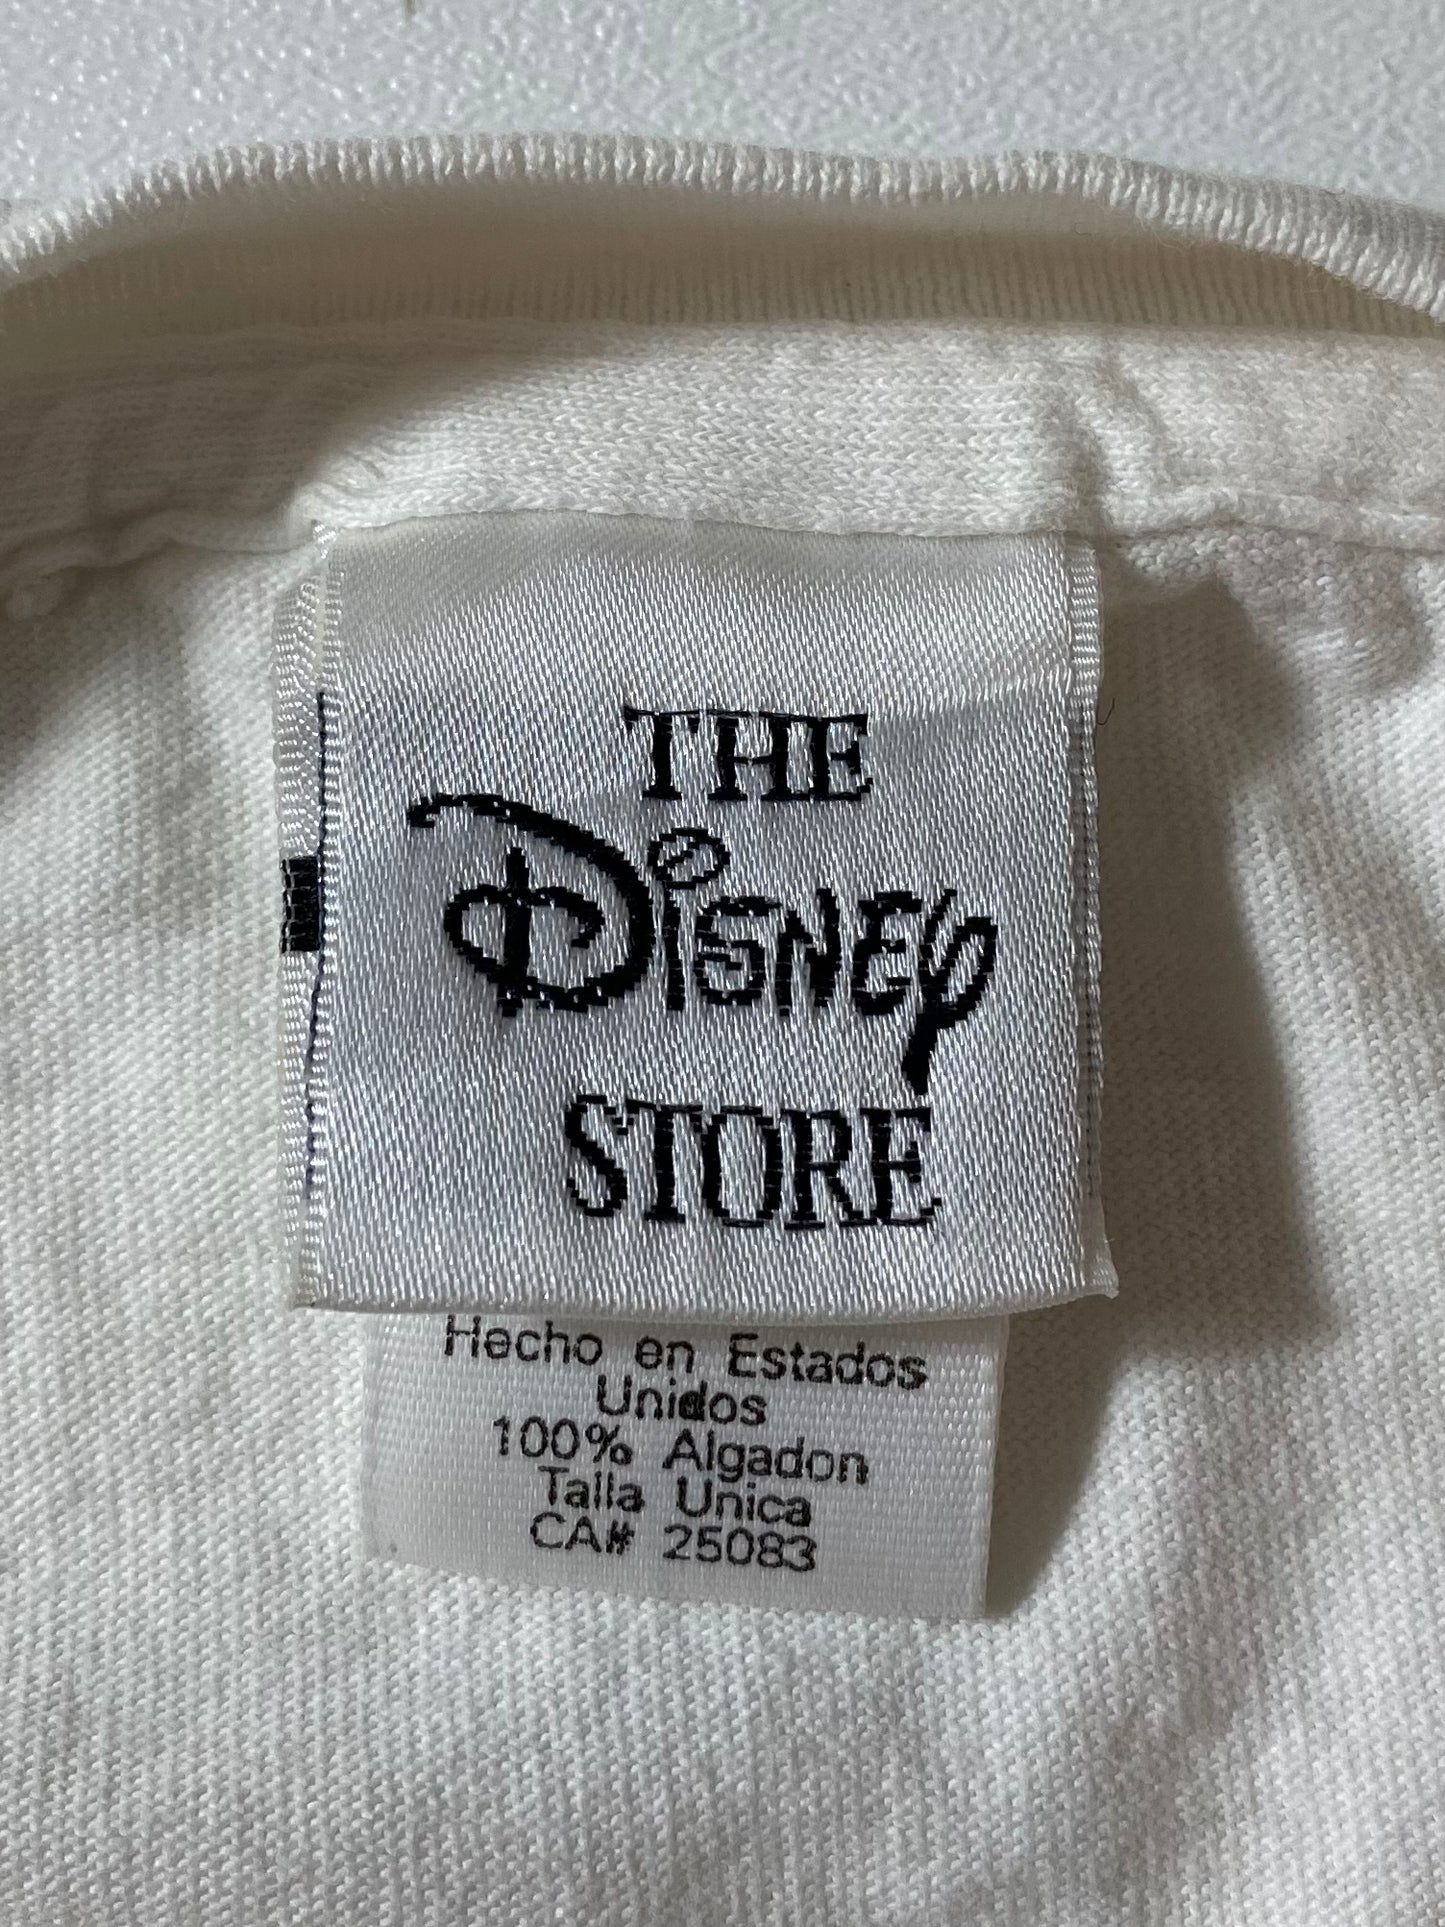 THE
Disney
STORE
Hecho en Estados
Unidos
100% Algadon
Talla Unica
CA# 25083